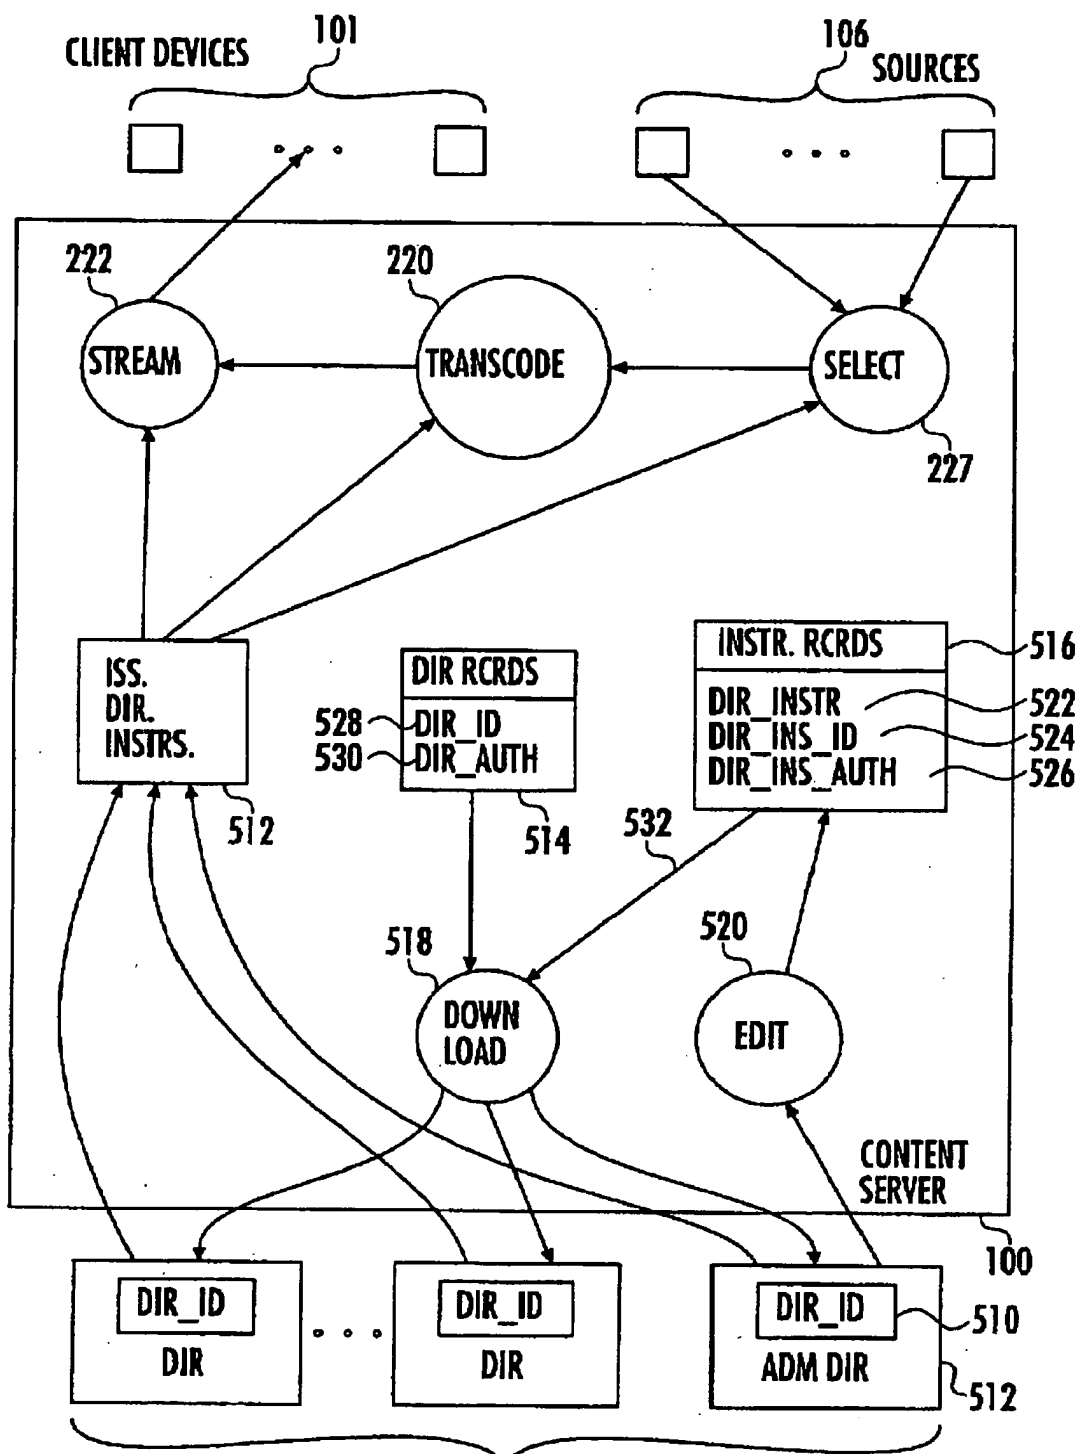 101
CLIENT DEVICES
106
SOURCES
222
220
STREAM
TRANSCODE
SELECT
227
ISS.
DIR.
INSTRS.
512
DIR RCRDS
528 DIR_ID
530 DIR_AUTH
514
INSTR. RCRDS
516
DIR_INSTR 522
DIR_INS_ID 524
DIR_INS_AUTH 526
532
518
DOWN
LOAD
520
EDIT
CONTENT
SERVER
100
DIR_ID
DIR
DIR_ID
DIR
DIR_ID
510
ADM DIR
512